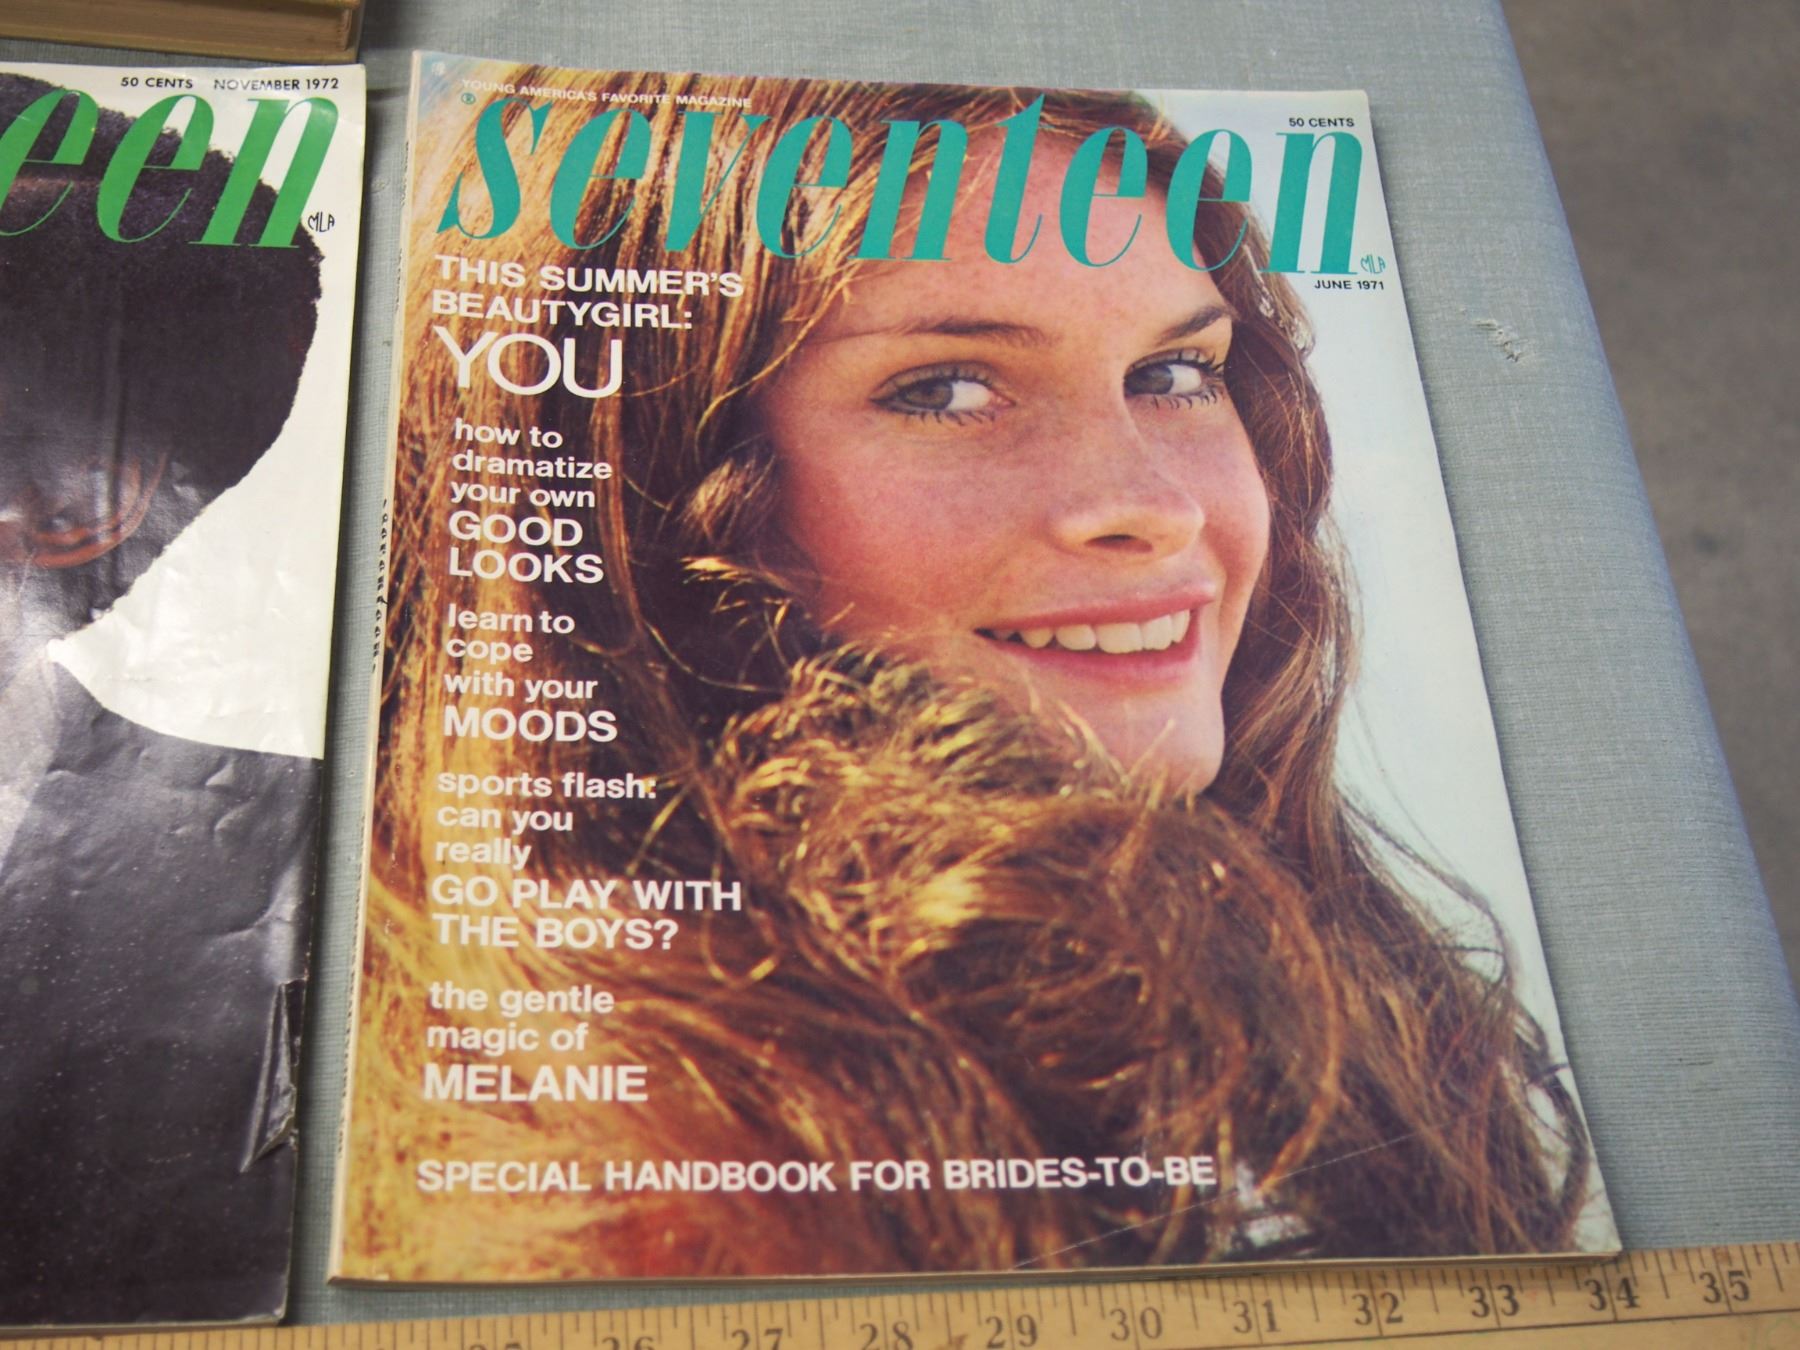 50 CENTS NOVEMBER 1972
een
MLA
YOUNG AMERICA'S FAVORITE MAGAZINE
seventeen
®
50 CENTS
MLA
JUNE 1971
THIS SUMMER'S
BEAUTYGIRL:
YOU
how to
dramatize
your own
GOOD
LOOKS
learn to
cope
with your
MOODS
sports flash:
can you
really
GO PLAY WITH
THE BOYS?
the gentle
magic of
MELANIE
SPECIAL HANDBOOK FOR BRIDES-TO-BE
26 27 28 29 30 31 32 33 34 35